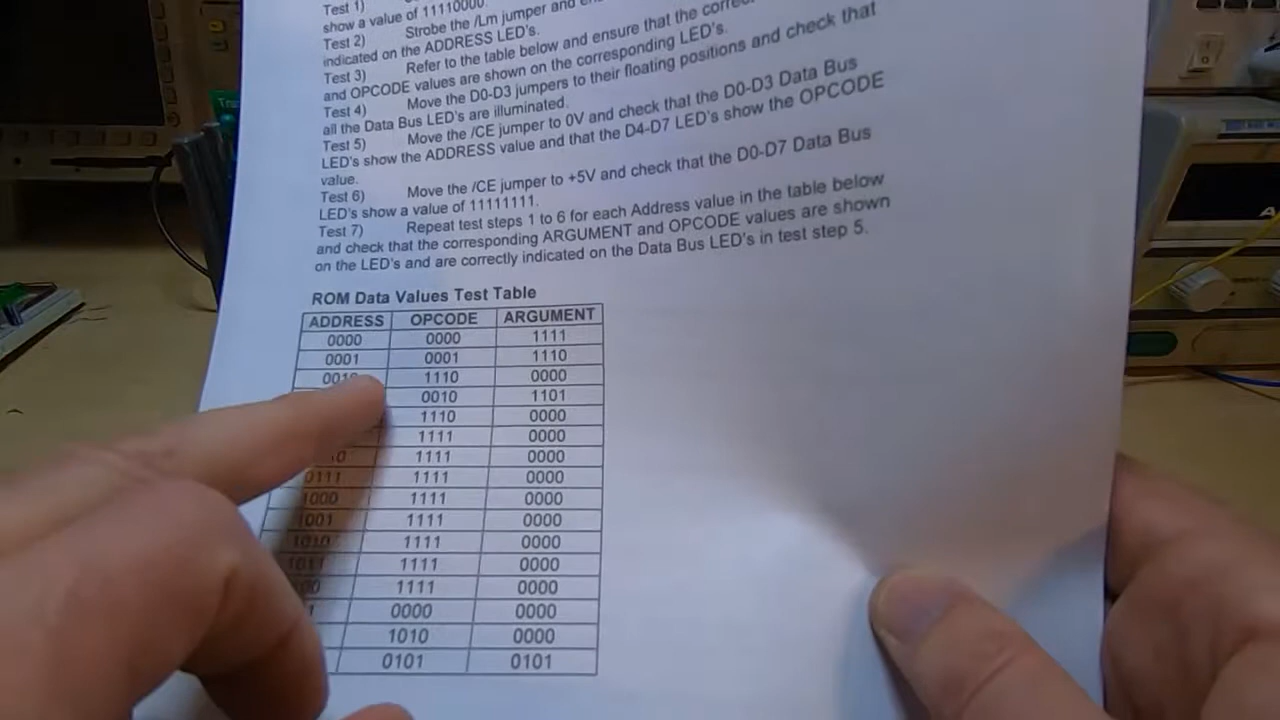 Test 1)
show a value of 11110000.
Test 2) Strobe the /Lm jumper and
indicated on the ADDRESS LED's.
Test 3) Refer to the table below and ensure that the
and OPCODE values are shown on the corresponding LED's.
Test 4) Move the D0-D3 jumpers to their floating positions and check that
all the Data Bus LED's are illuminated.
Test 5) Move the /CE jumper to 0V and check that the D0-D3 Data Bus
LED's show the ADDRESS value and that the D4-D7 LED's show the OPCODE
value.
Test 6) Move the /CE jumper to +5V and check that the D0-D7 Data Bus
LED's show a value of 11111111.
Test 7) Repeat test steps 1 to 6 for each Address value in the table below
and check that the corresponding ARGUMENT and OPCODE values are shown
on the LED's and are correctly indicated on the Data Bus LED's in test step 5.
ROM Data Values Test Table
ADDRESS OPCODE ARGUMENT
0000 0000 1111
0001 0001 1110
1110 0000
0010 1101
1110 0000
1111 0000
1111 0000
0111 1111 0000
1000 1111 0000
1001 1111 0000
1010 1111 0000
1011 1111 0000
1111 0000
0000 0000
1010 0000
0101 0101